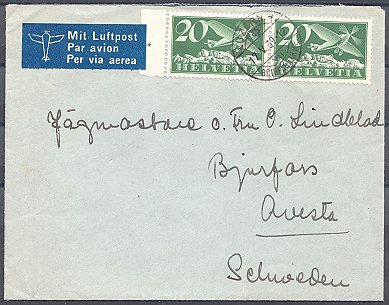 Mit Luftpost
Par avion
Per via aerea
20 20
HELVETIA HELVETIA
Jägmästare o. Fru O. Lindblad
Bjurfors
Avesta
Schweden